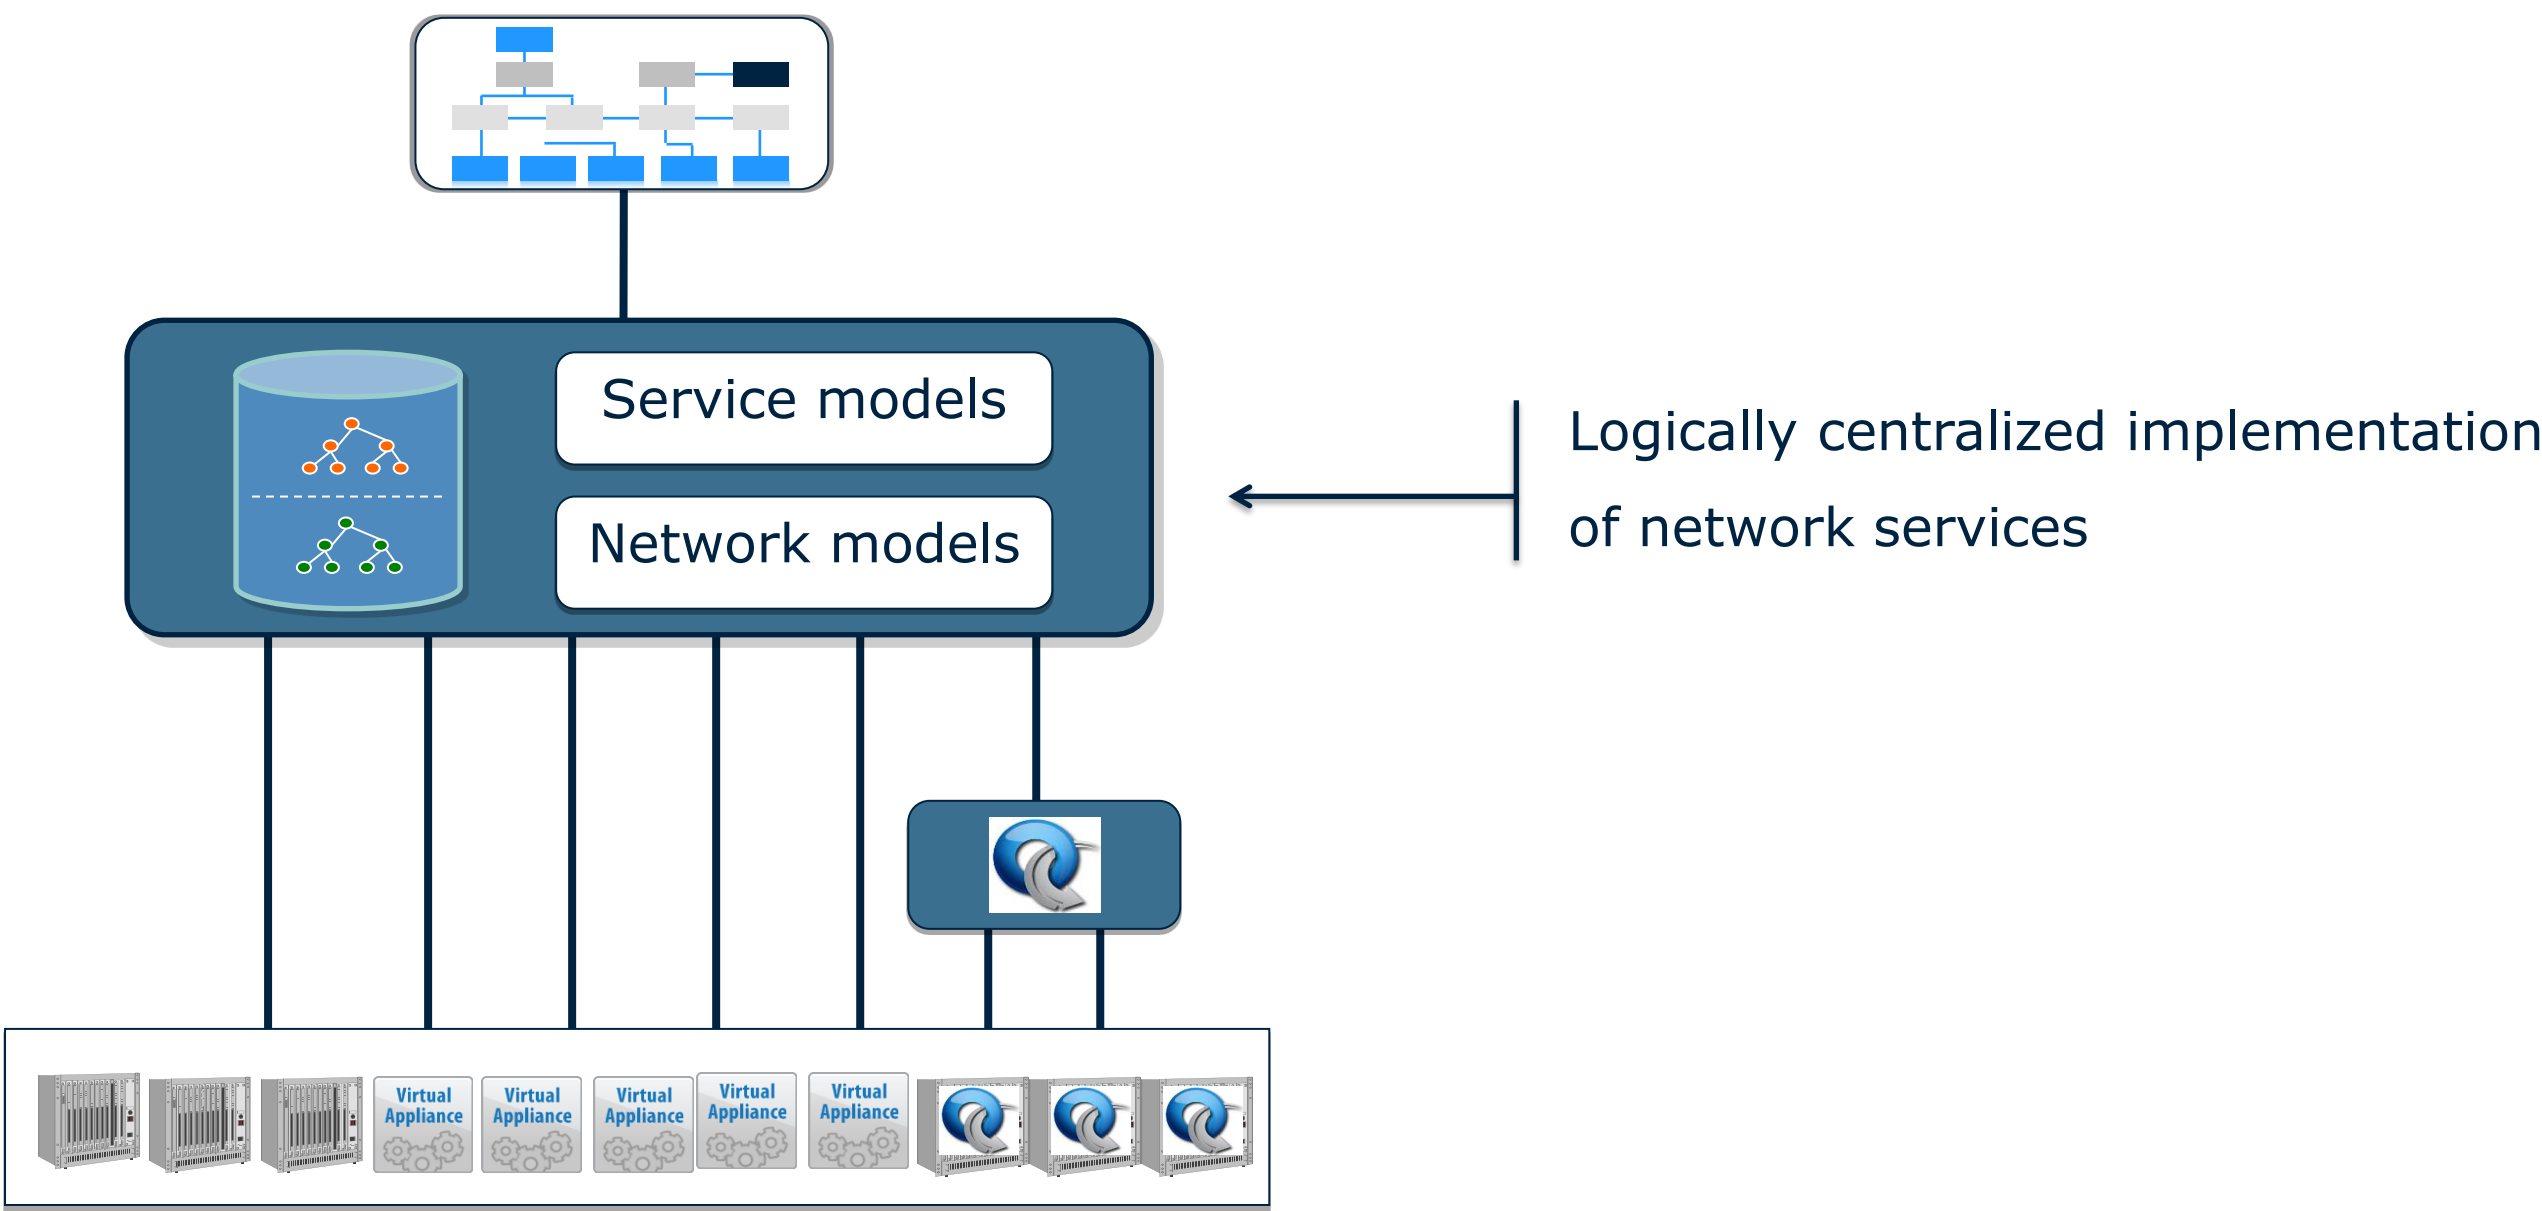 Service models
Network models
Logically centralized implementation
of network services
Virtual
Appliance
Virtual
Appliance
Virtual
Appliance
Virtual
Appliance
Virtual
Appliance